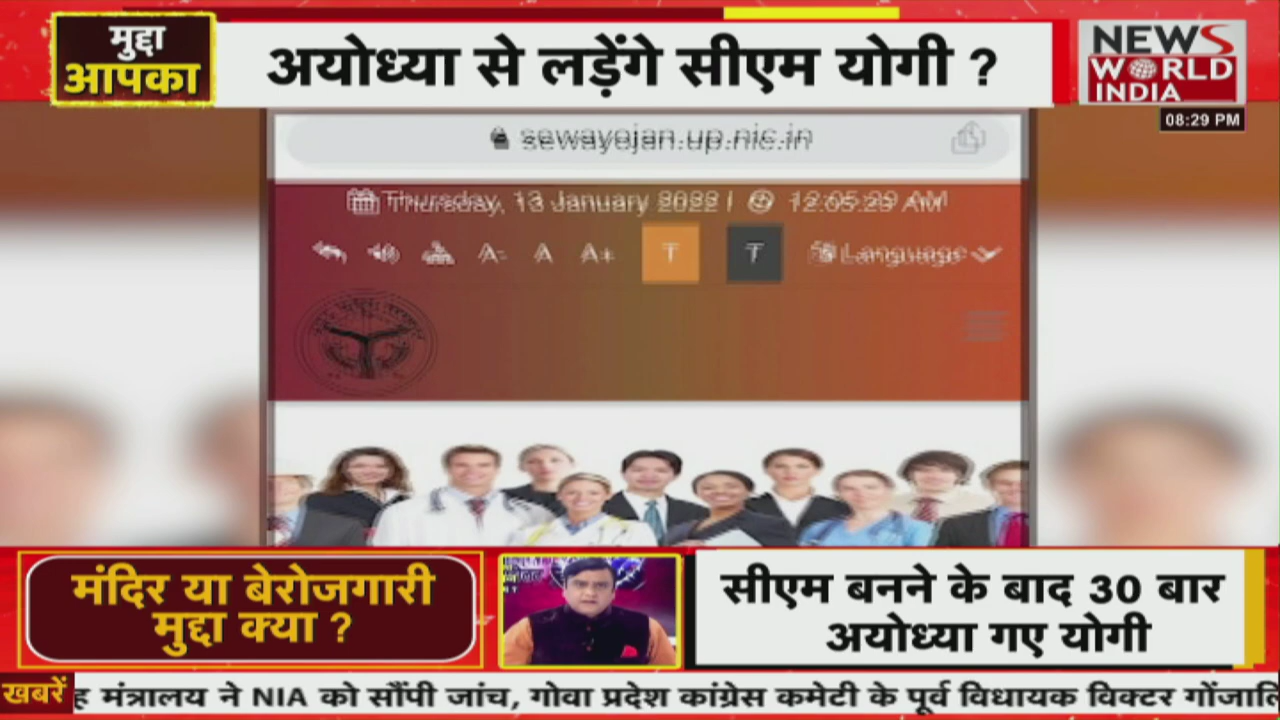 मुद्दा
आपका
अयोध्या से लड़ेंगे सीएम योगी ?
NEWS
WORLD
INDIA
08:29 PM
sewayojan.up.nic.in
Thursday, 13 January 2022 | 12:05:29 AM
A- A A+ T T Language
मंदिर या बेरोजगारी
मुद्दा क्या ?
सीएम बनने के बाद 30 बार
अयोध्या गए योगी
खबरें
ह मंत्रालय ने NIA को सौंपी जांच, गोवा प्रदेश कांग्रेस कमेटी के पूर्व विधायक विक्टर